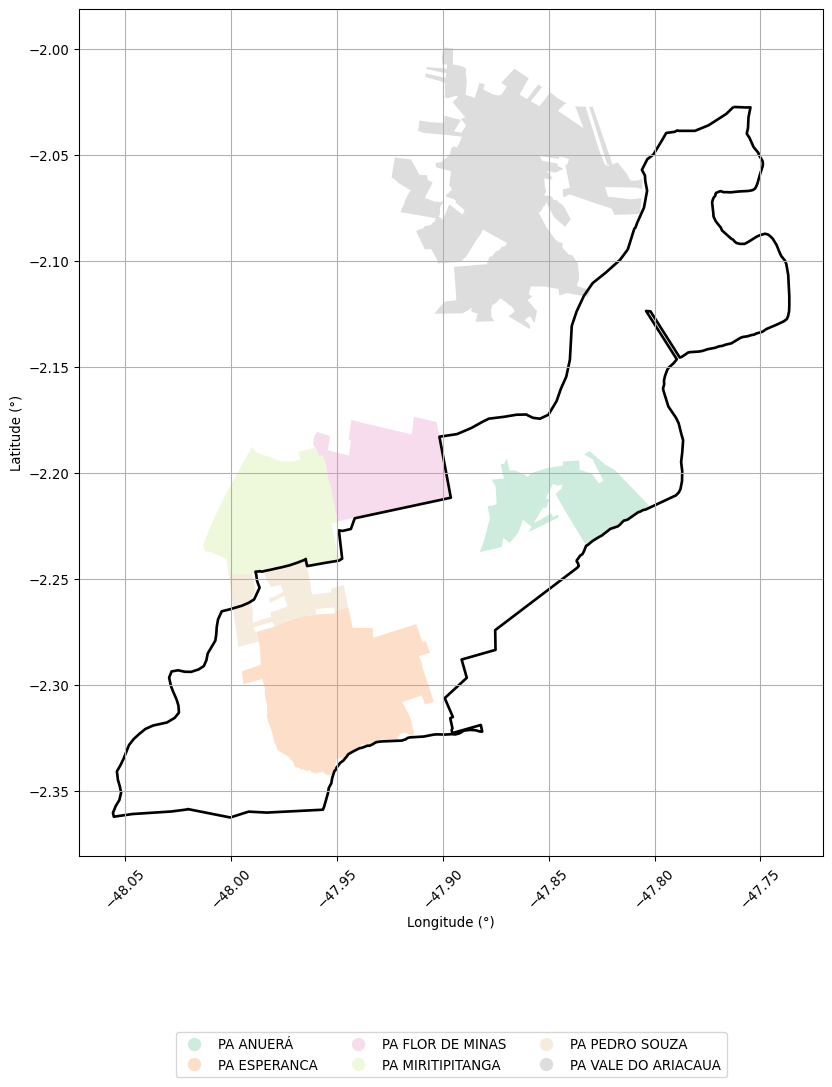 −2.00
−2.05
−2.10
−2.15
−2.20
−2.25
−2.30
−2.35
Latitude (°)
−48.05
−48.00
−47.95
−47.90
−47.85
−47.80
−47.75
Longitude (°)
PA ANUERÁ
PA FLOR DE MINAS
PA PEDRO SOUZA
PA ESPERANCA
PA MIRITIPITANGA
PA VALE DO ARIACAUA